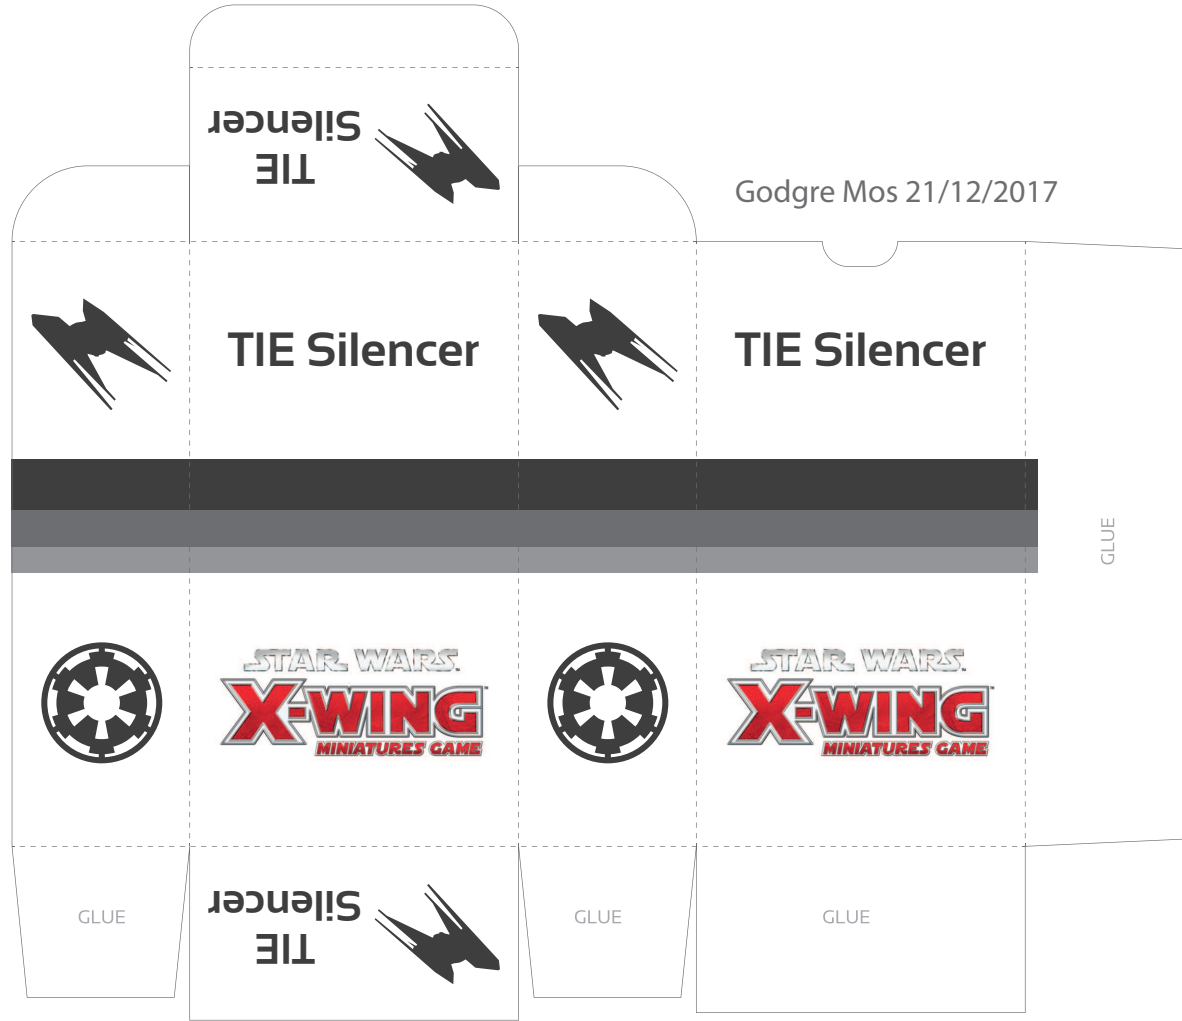 TIE
Silencer
Godgre Mos 21/12/2017
TIE Silencer
TIE Silencer
GLUE
STAR WARS
X-WING
MINIATURES GAME
STAR WARS
X-WING
MINIATURES GAME
GLUE
TIE
Silencer
GLUE
GLUE